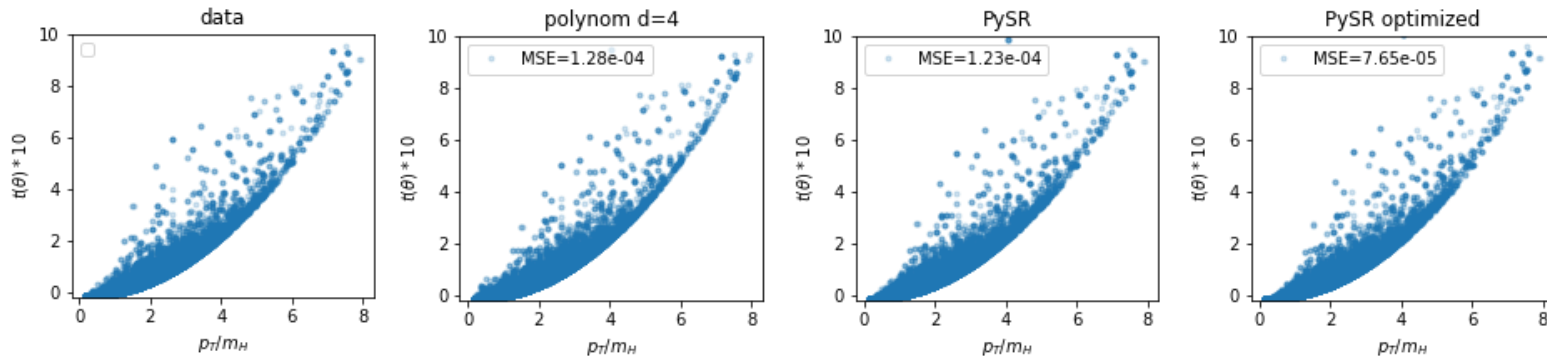 data
polynom d=4
PySR
PySR optimized
10
8
6
4
2
0
t(θ) * 10
0
2
4
6
8
p_T/m_H
MSE=1.28e-04
10
8
6
4
2
0
t(θ) * 10
0
2
4
6
8
p_T/m_H
MSE=1.23e-04
10
8
6
4
2
0
t(θ) * 10
0
2
4
6
8
p_T/m_H
MSE=7.65e-05
10
8
6
4
2
0
t(θ) * 10
0
2
4
6
8
p_T/m_H